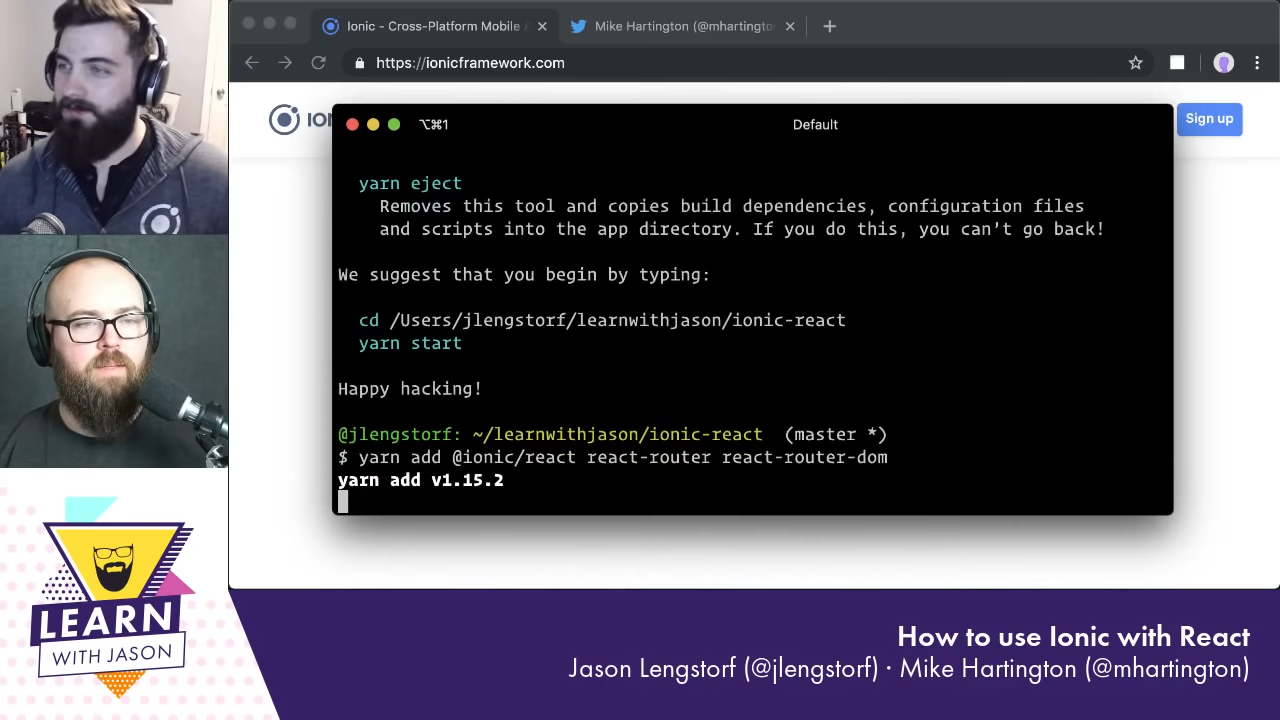 Ionic - Cross-Platform Mobile
Mike Hartington (@mhartingto
https://ionicframework.com
Sign up
⌥⌘1
Default
yarn eject
Removes this tool and copies build dependencies, configuration files
and scripts into the app directory. If you do this, you can't go back!
We suggest that you begin by typing:
cd /Users/jlengstorf/learnwithjason/ionic-react
yarn start
Happy hacking!
@jlengstorf: ~/learnwithjason/ionic-react (master *)
$ yarn add @ionic/react react-router react-router-dom
yarn add v1.15.2
LEARN
WITH JASON
How to use Ionic with React
Jason Lengstorf (@jlengstorf) · Mike Hartington (@mhartington)